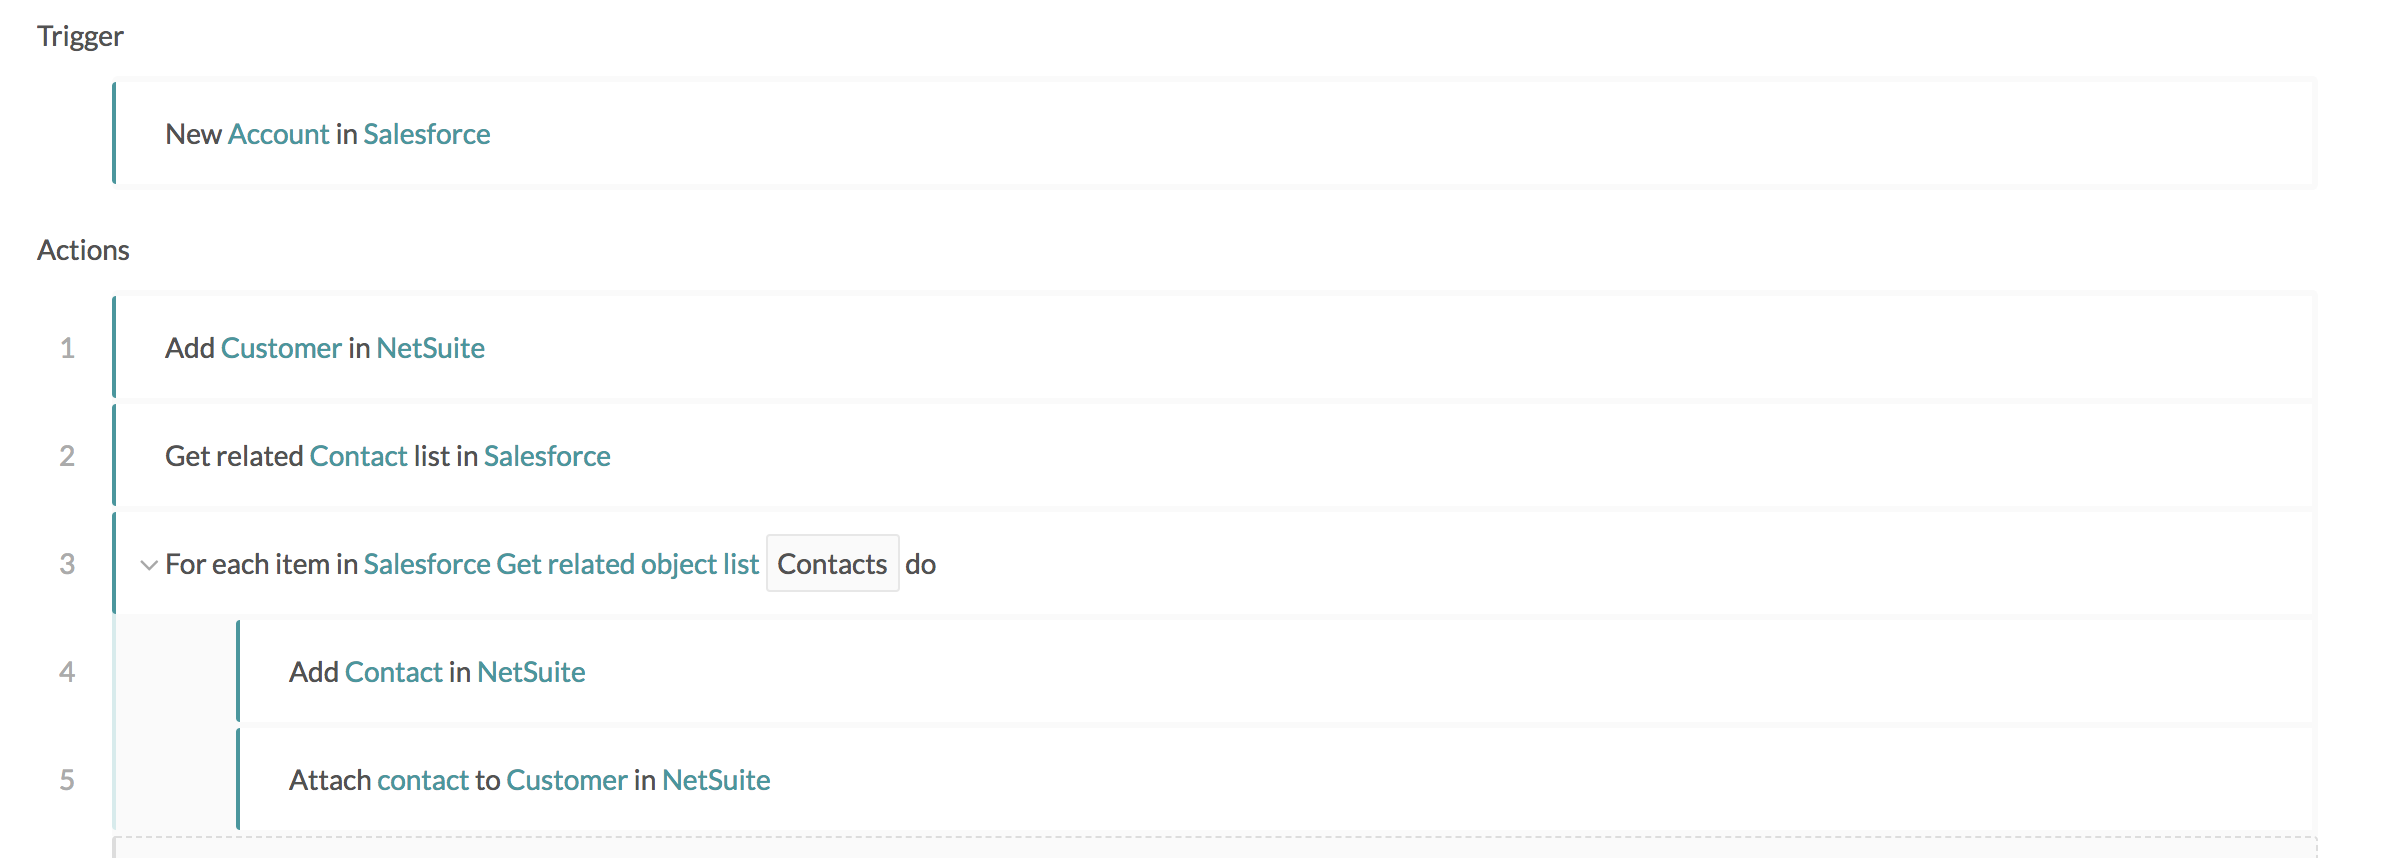 Trigger
New Account in Salesforce
Actions
1 Add Customer in NetSuite
2 Get related Contact list in Salesforce
3 For each item in Salesforce Get related object list Contacts do
4 Add Contact in NetSuite
5 Attach contact to Customer in NetSuite